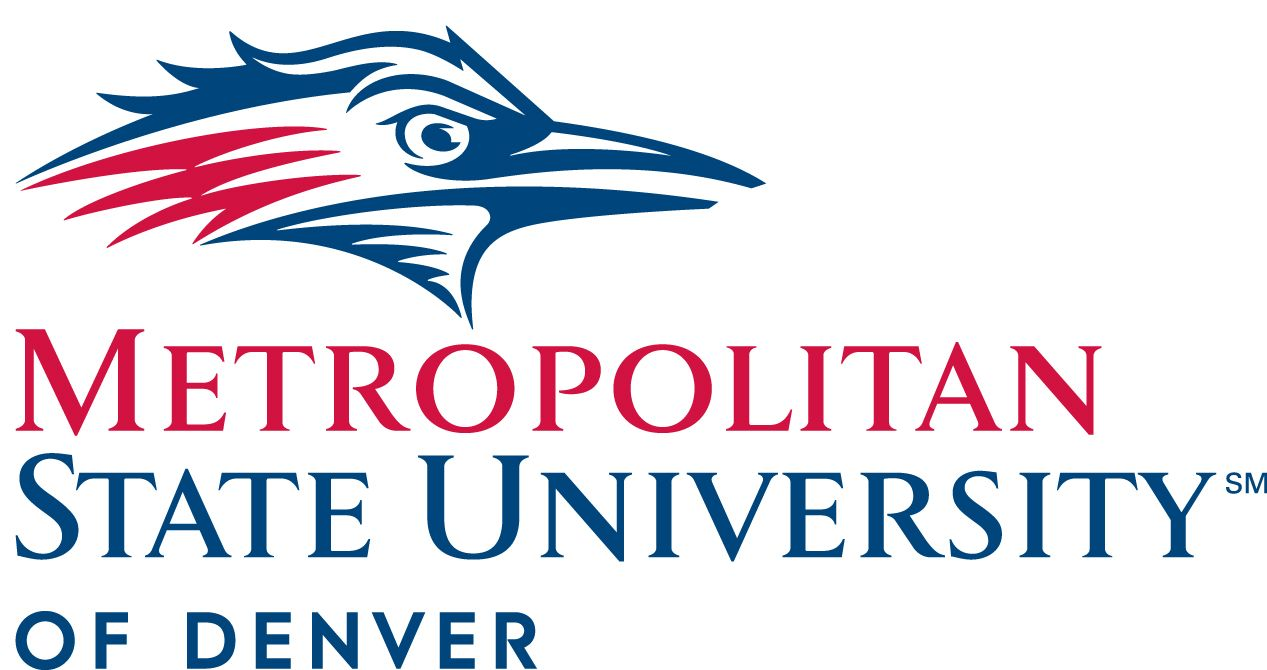 METROPOLITAN
STATE UNIVERSITY℠
OF DENVER